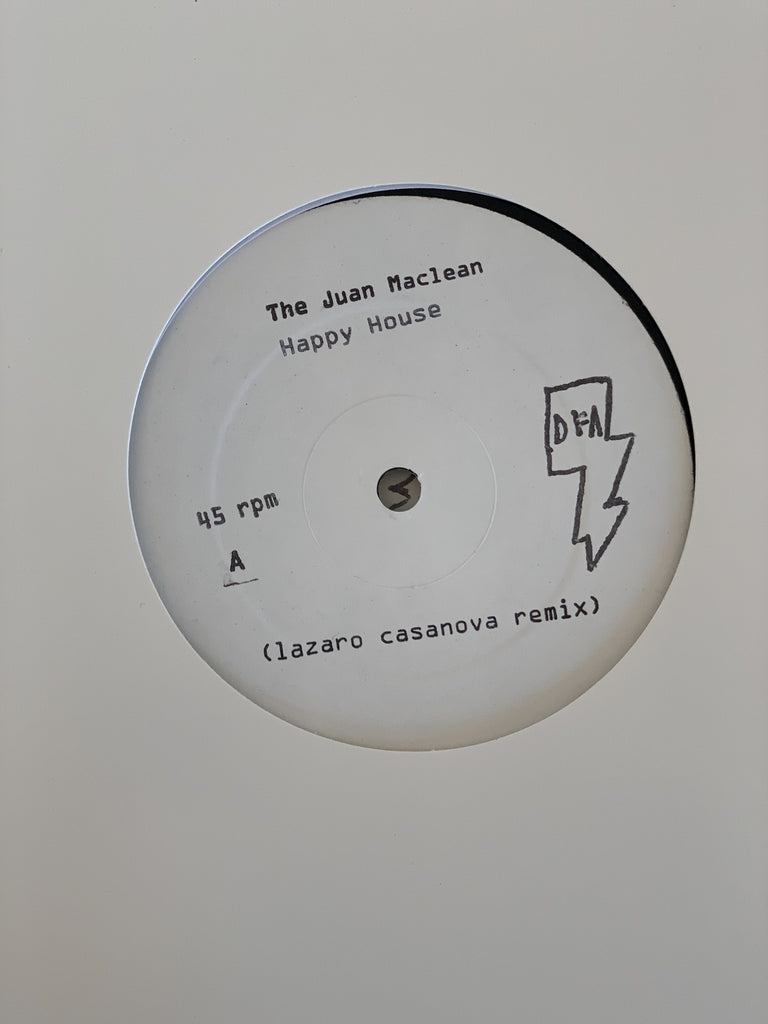 The Juan Maclean
Happy House
DFA
45 rpm
A
(lazaro casanova remix)